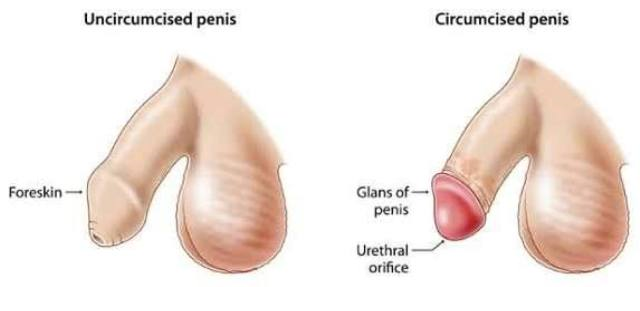 Uncircumcised penis
Circumcised penis
Foreskin
Glans of
penis
Urethral
orifice